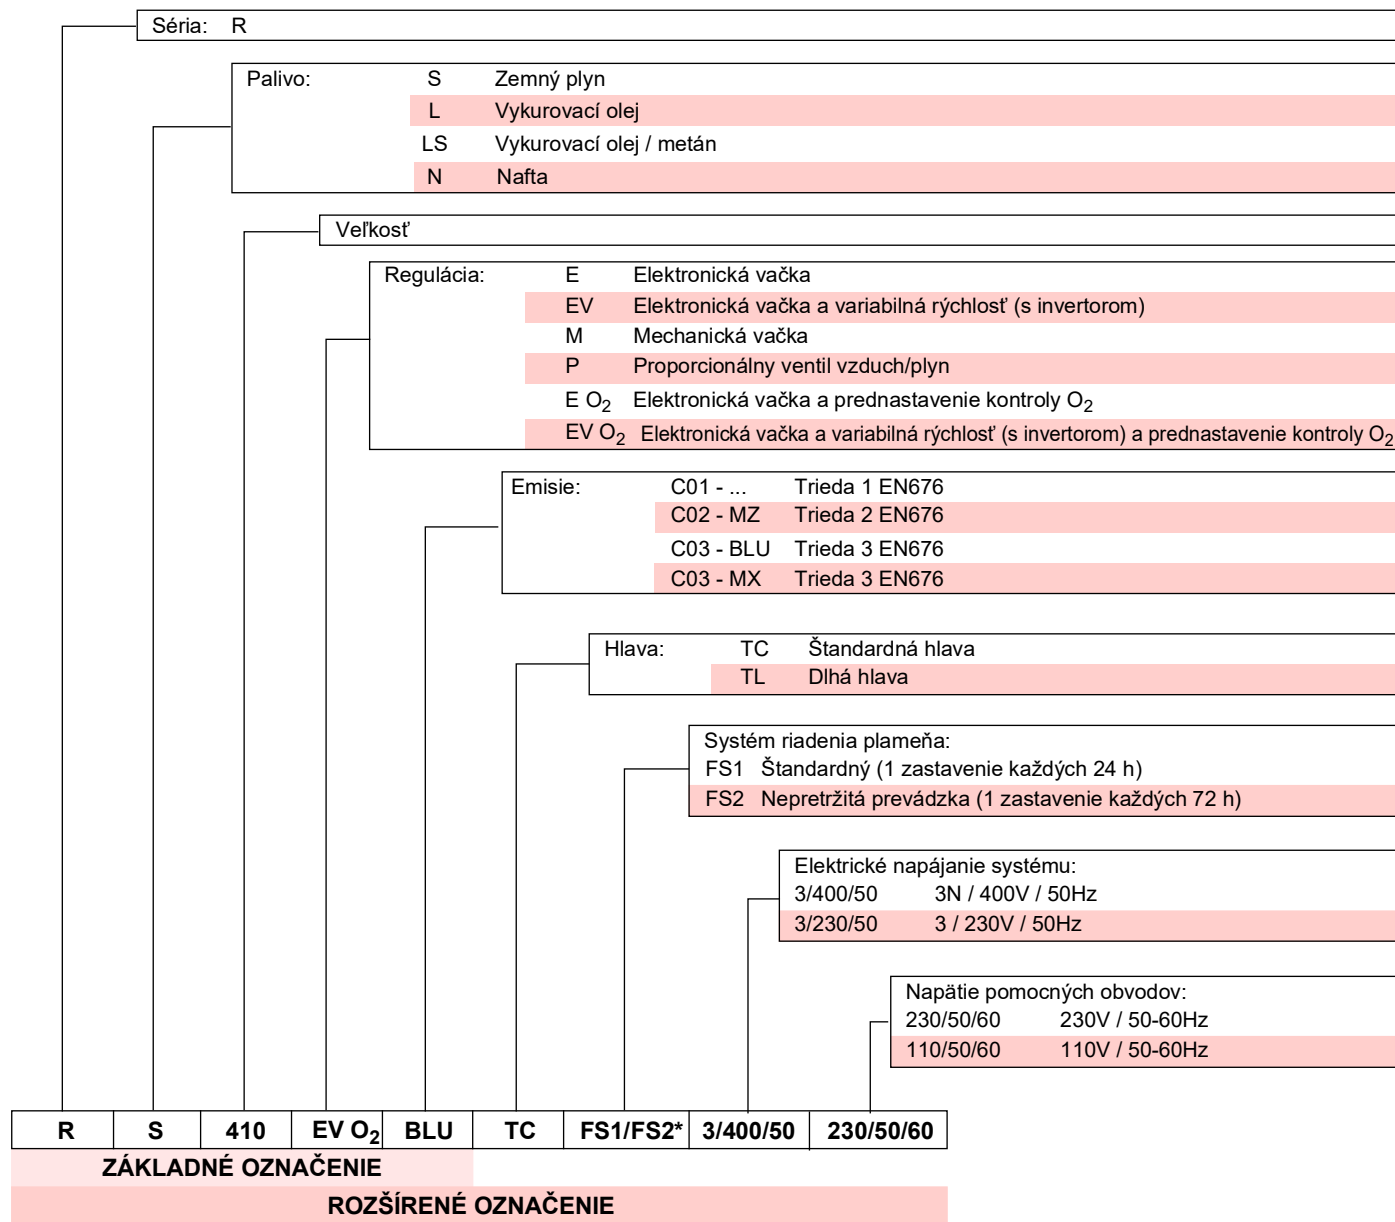 Séria: R
Palivo: S Zemný plyn
L Vykurovací olej
LS Vykurovací olej / metán
N Nafta
Veľkosť
Regulácia: E Elektronická vačka
EV Elektronická vačka a variabilná rýchlosť (s invertorom)
M Mechanická vačka
P Proporcionálny ventil vzduch/plyn
E O2 Elektronická vačka a prednastavenie kontroly O2
EV O2 Elektronická vačka a variabilná rýchlosť (s invertorom) a prednastavenie kontroly O2
Emisie: C01 - ... Trieda 1 EN676
C02 - MZ Trieda 2 EN676
C03 - BLU Trieda 3 EN676
C03 - MX Trieda 3 EN676
Hlava: TC Štandardná hlava
TL Dlhá hlava
Systém riadenia plameňa:
FS1 Štandardný (1 zastavenie každých 24 h)
FS2 Nepretržitá prevádzka (1 zastavenie každých 72 h)
Elektrické napájanie systému:
3/400/50 3N / 400V / 50Hz
3/230/50 3 / 230V / 50Hz
Napätie pomocných obvodov:
230/50/60 230V / 50-60Hz
110/50/60 110V / 50-60Hz
R S 410 EV O2 BLU TC FS1/FS2* 3/400/50 230/50/60
ZÁKLADNÉ OZNAČENIE
ROZŠÍRENÉ OZNAČENIE